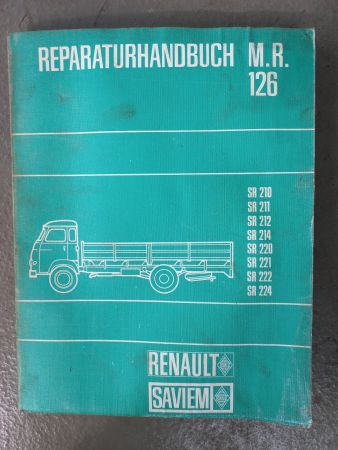 REPARATURHANDBUCH M.R.
126
SR 210
SR 211
SR 212
SR 214
SR 220
SR 221
SR 222
SR 224
RENAULT
SAVIEM